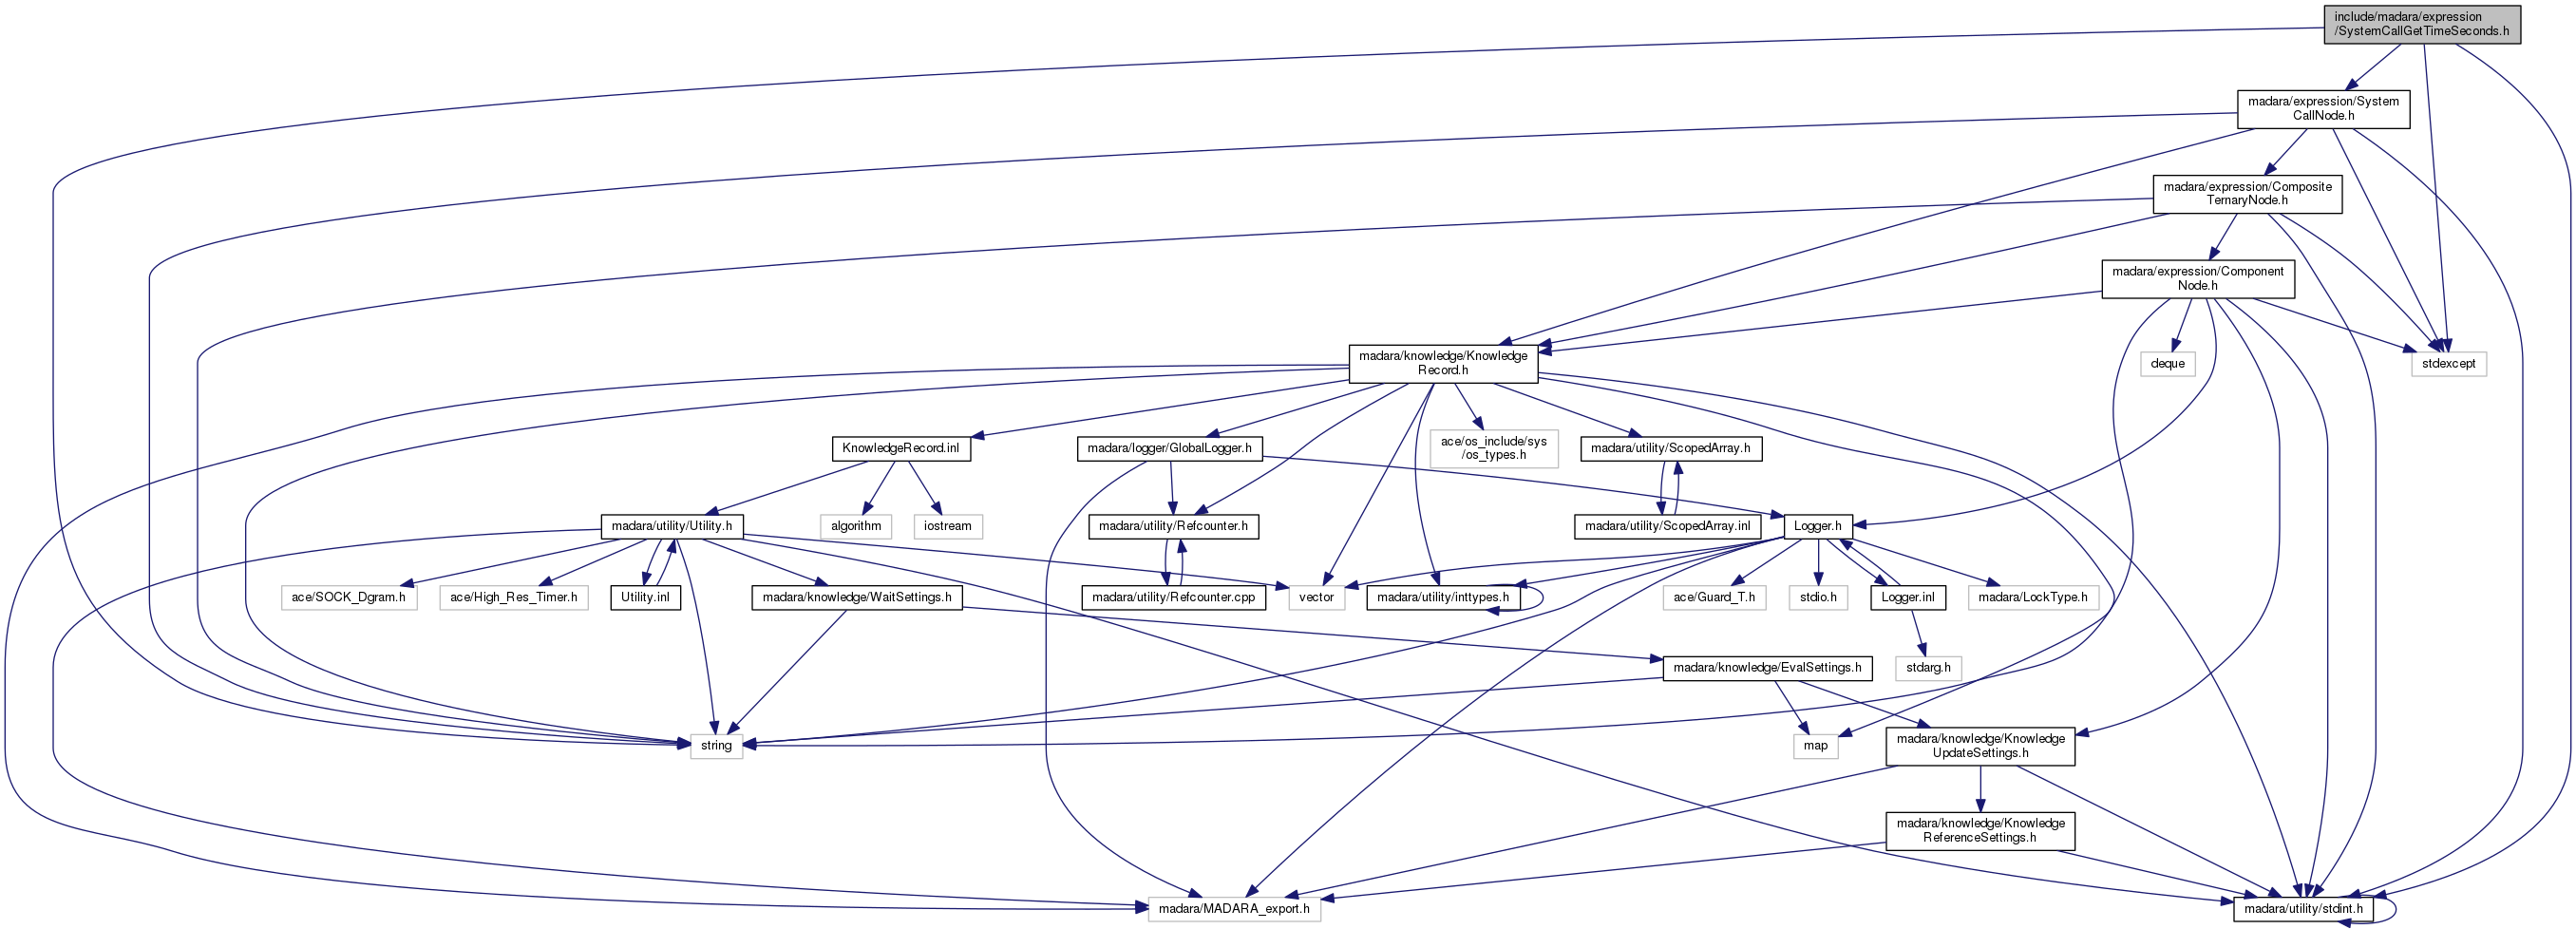 include/madara/expression
/SystemCallGetTimeSeconds.h
madara/expression/System
CallNode.h
madara/expression/Composite
TernaryNode.h
madara/expression/Component
Node.h
madara/knowledge/Knowledge
Record.h
deque
stdexcept
KnowledgeRecord.inl
madara/logger/GlobalLogger.h
ace/os_include/sys
/os_types.h
madara/utility/ScopedArray.h
madara/utility/Utility.h
algorithm
iostream
madara/utility/Refcounter.h
madara/utility/ScopedArray.inl
Logger.h
ace/SOCK_Dgram.h
ace/High_Res_Timer.h
Utility.inl
madara/knowledge/WaitSettings.h
madara/utility/Refcounter.cpp
vector
madara/utility/inttypes.h
ace/Guard_T.h
stdio.h
Logger.inl
madara/LockType.h
madara/knowledge/EvalSettings.h
stdarg.h
string
map
madara/knowledge/Knowledge
UpdateSettings.h
madara/knowledge/Knowledge
ReferenceSettings.h
madara/MADARA_export.h
madara/utility/stdint.h